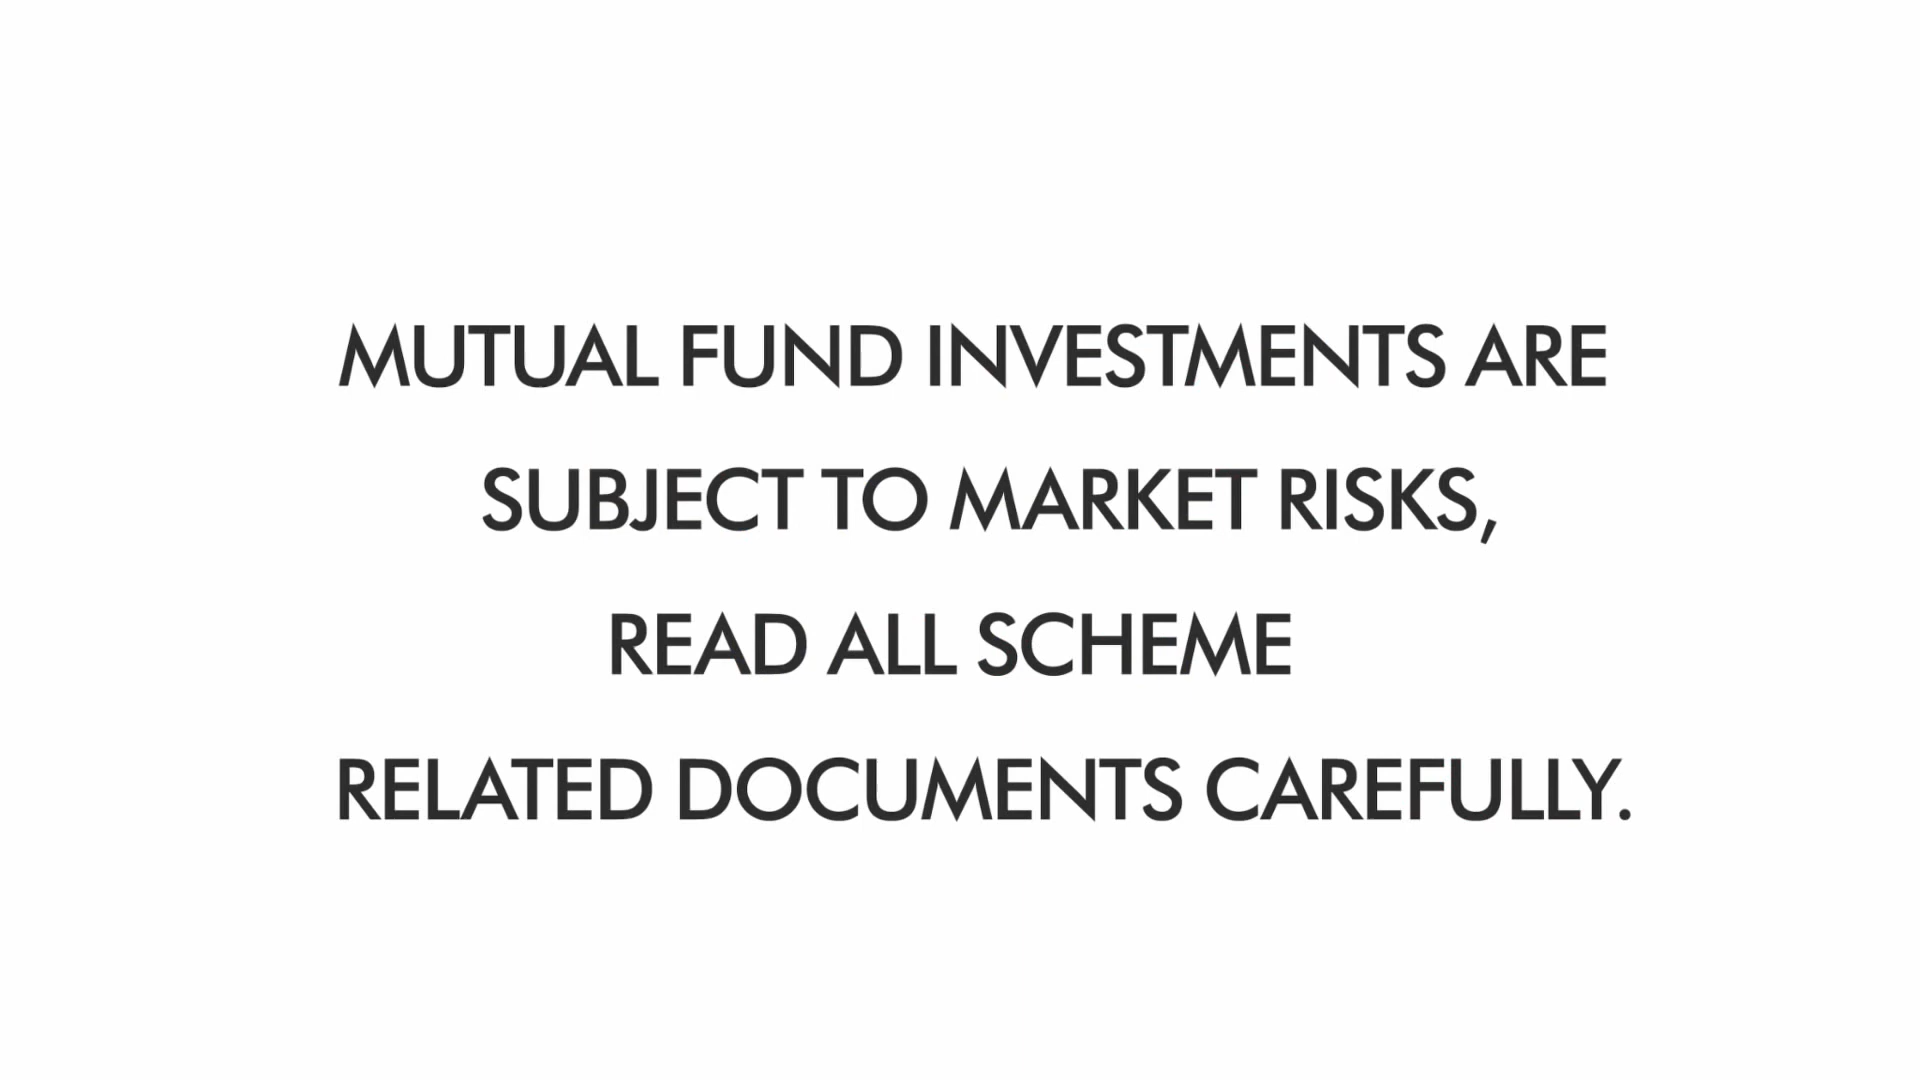 MUTUAL FUND INVESTMENTS ARE
SUBJECT TO MARKET RISKS,
READ ALL SCHEME
RELATED DOCUMENTS CAREFULLY.